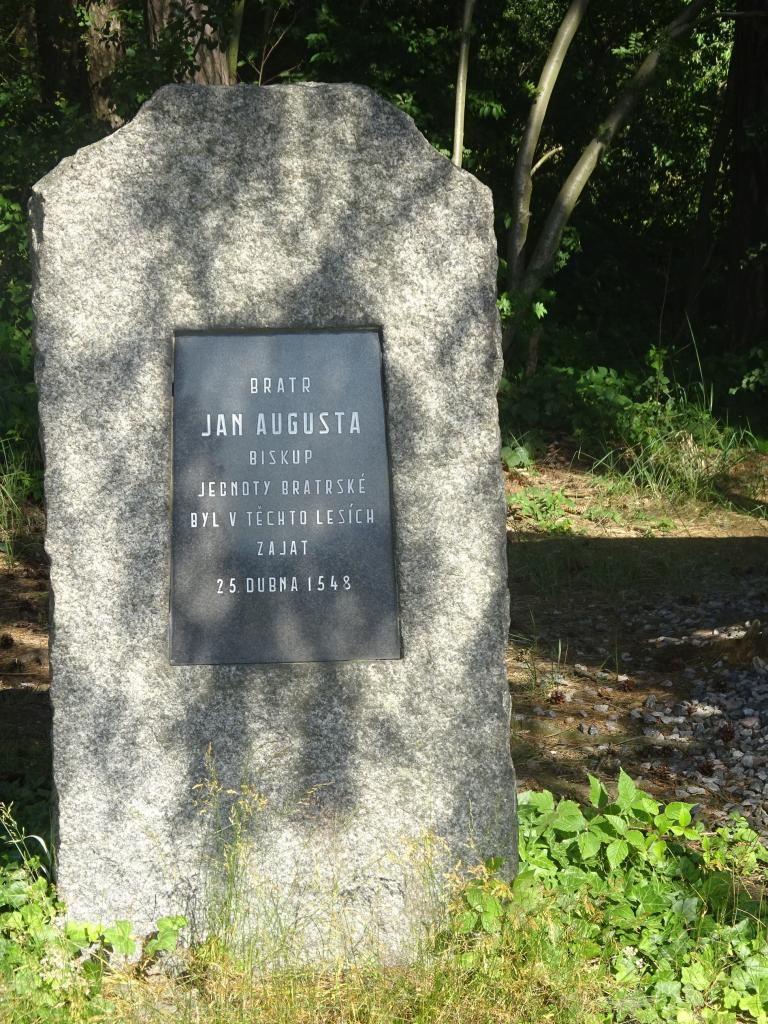 BRATR
JAN AUGUSTA
BISKUP
JEDNOTY BRATRSKÉ
BYL V TĚCHTO LESÍCH
ZAJAT
25. DUBNA 1548